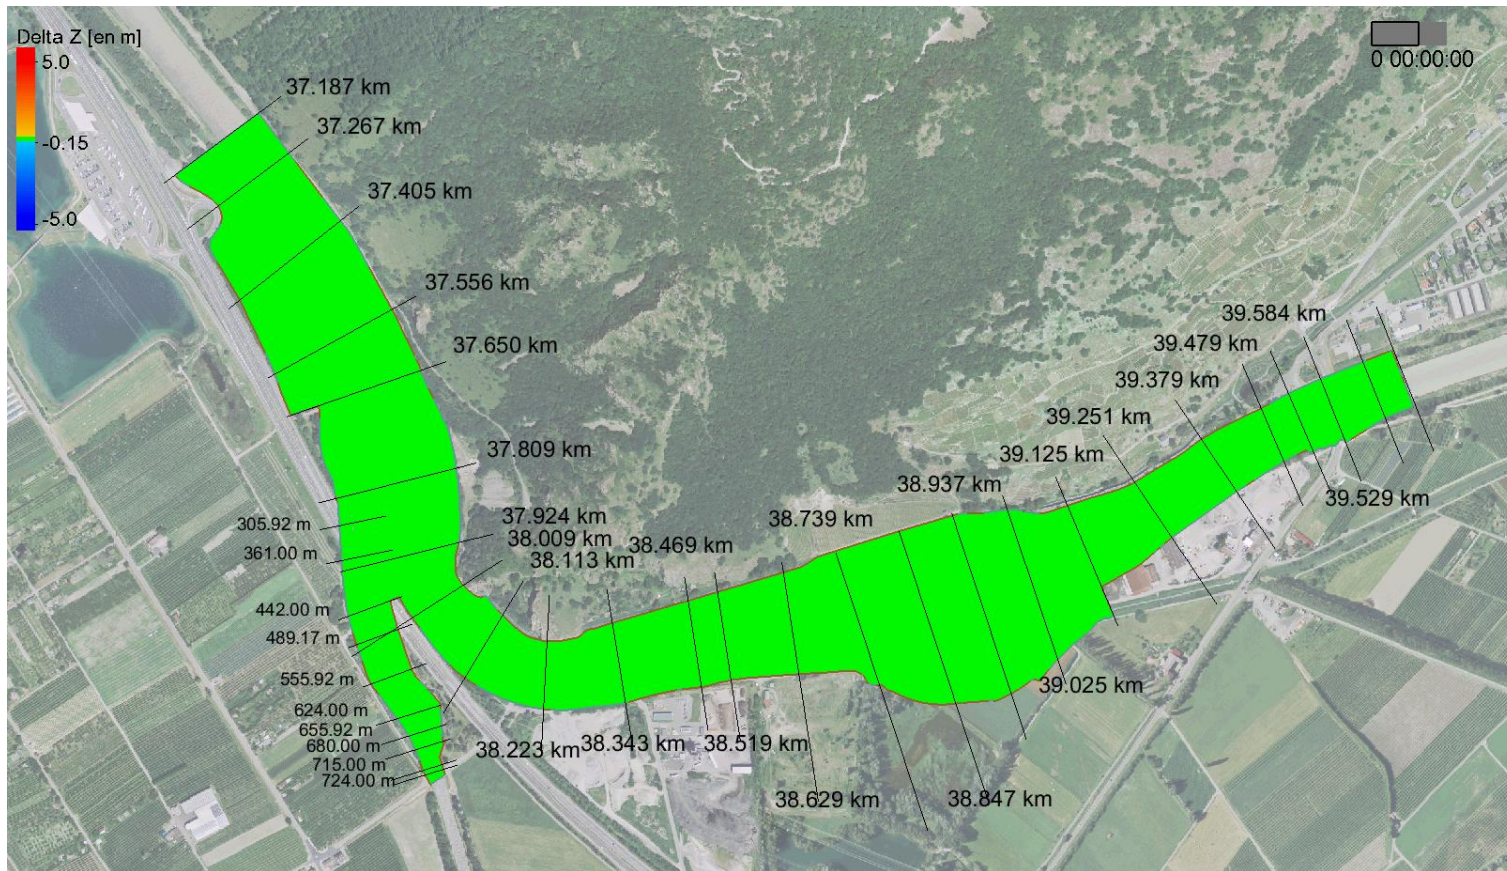 Delta Z [en m]
5.0
-0.15
-5.0
0 00:00:00
37.187 km
37.267 km
37.405 km
37.556 km
37.650 km
37.809 km
37.924 km
38.009 km
38.113 km
38.469 km
38.739 km
38.937 km
39.125 km
39.251 km
39.379 km
39.479 km
39.584 km
39.529 km
39.025 km
38.847 km
38.629 km
38.519 km
38.343 km
38.223 km
305.92 m
361.00 m
442.00 m
489.17 m
555.92 m
624.00 m
655.92 m
680.00 m
715.00 m
724.00 m